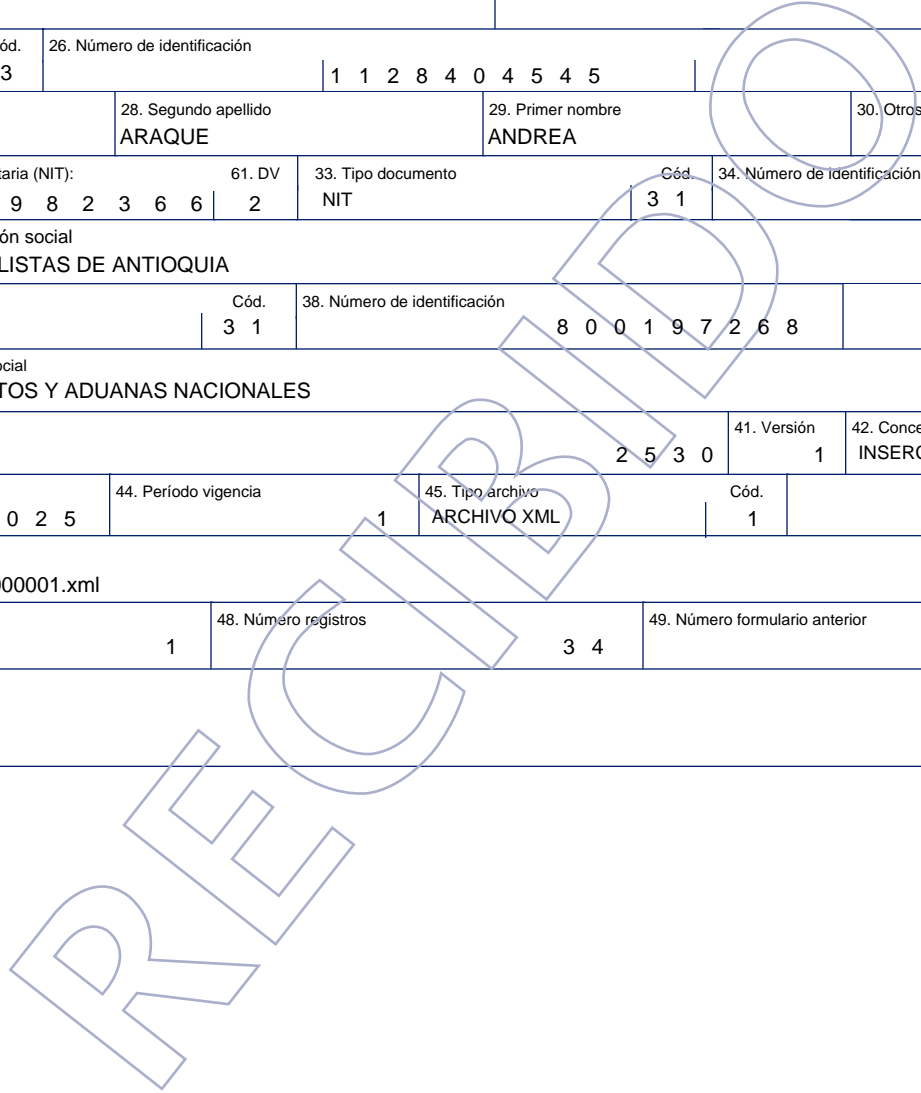 ód. 26. Número de identificación
3 1 1 2 8 4 0 4 5 4 5
28. Segundo apellido 29. Primer nombre 30. Otros
ARAQUE ANDREA
taria (NIT): 61. DV 33. Tipo documento Cód. 34. Número de identificación
9 8 2 3 6 6 2 NIT 3 1
ón social
LISTAS DE ANTIOQUIA
Cód. 38. Número de identificación
3 1 8 0 0 1 9 7 2 6 8
ocial
TOS Y ADUANAS NACIONALES
41. Versión 42. Conce
2 5 3 0 1 INSERC
44. Período vigencia 45. Tipo archivo Cód.
0 2 5 1 ARCHIVO XML 1
000001.xml
48. Número registros 49. Número formulario anterior
1 3 4
RECIBIDO